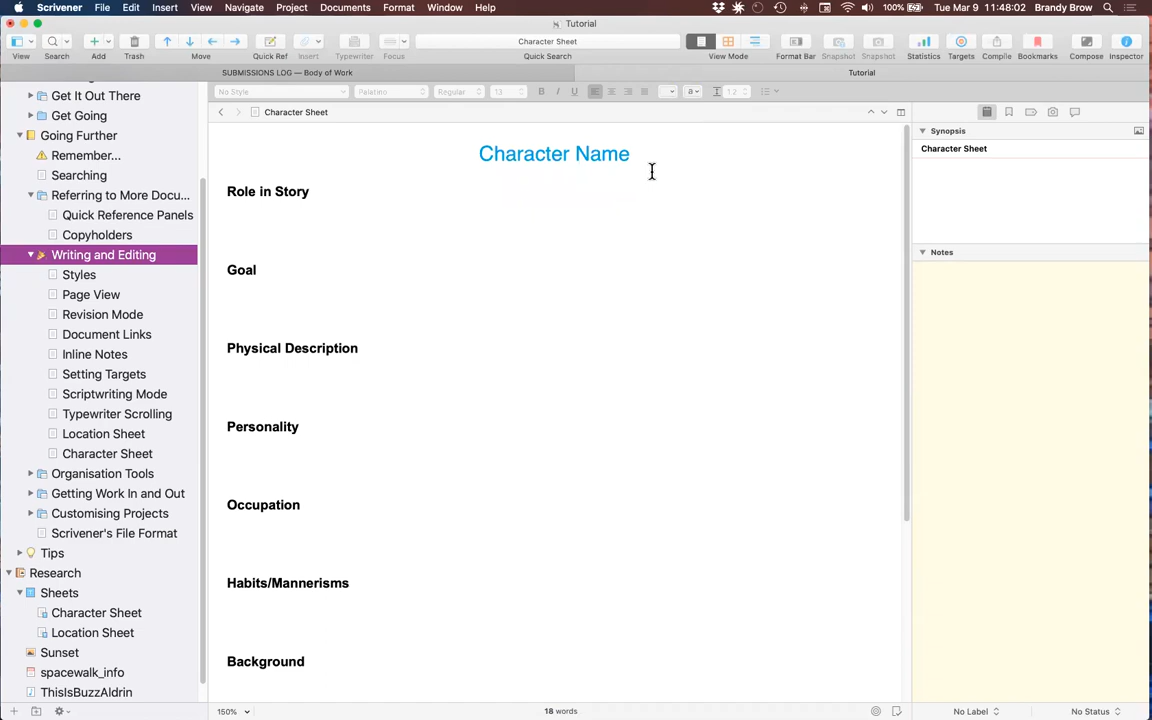 Scrivener File Edit Insert View Navigate Project Documents Format Window Help 100% Tue Mar 9 11:48:02 Brandy Brow
Tutorial
Character Sheet
View Search Add Trash Move Quick Ref Insert Typewriter Focus Quick Search View Mode Format Bar Snapshot Snapshot Statistics Targets Compile Bookmarks Compose Inspector
SUBMISSIONS LOG — Body of Work Tutorial
No Style Palatino Regular 13 B I U a 1.2
Get It Out There
Get Going
Going Further
Remember...
Searching
Referring to More Docu...
Quick Reference Panels
Copyholders
Writing and Editing
Styles
Page View
Revision Mode
Document Links
Inline Notes
Setting Targets
Scriptwriting Mode
Typewriter Scrolling
Location Sheet
Character Sheet
Organisation Tools
Getting Work In and Out
Customising Projects
Scrivener's File Format
Tips
Research
Sheets
Character Sheet
Location Sheet
Sunset
spacewalk_info
ThisIsBuzzAldrin
Character Sheet
Character Name
Role in Story
Goal
Physical Description
Personality
Occupation
Habits/Mannerisms
Background
Synopsis
Character Sheet
Notes
150% 18 words No Label No Status